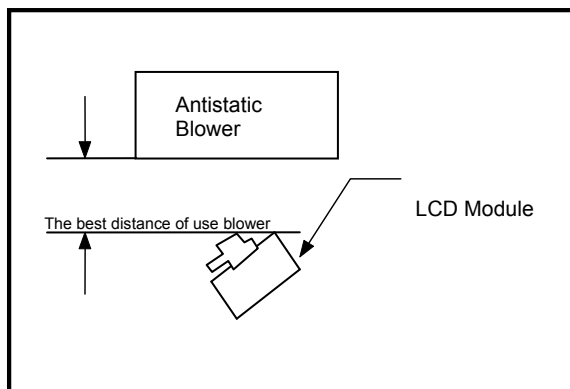 Antistatic
Blower
The best distance of use blower
LCD Module